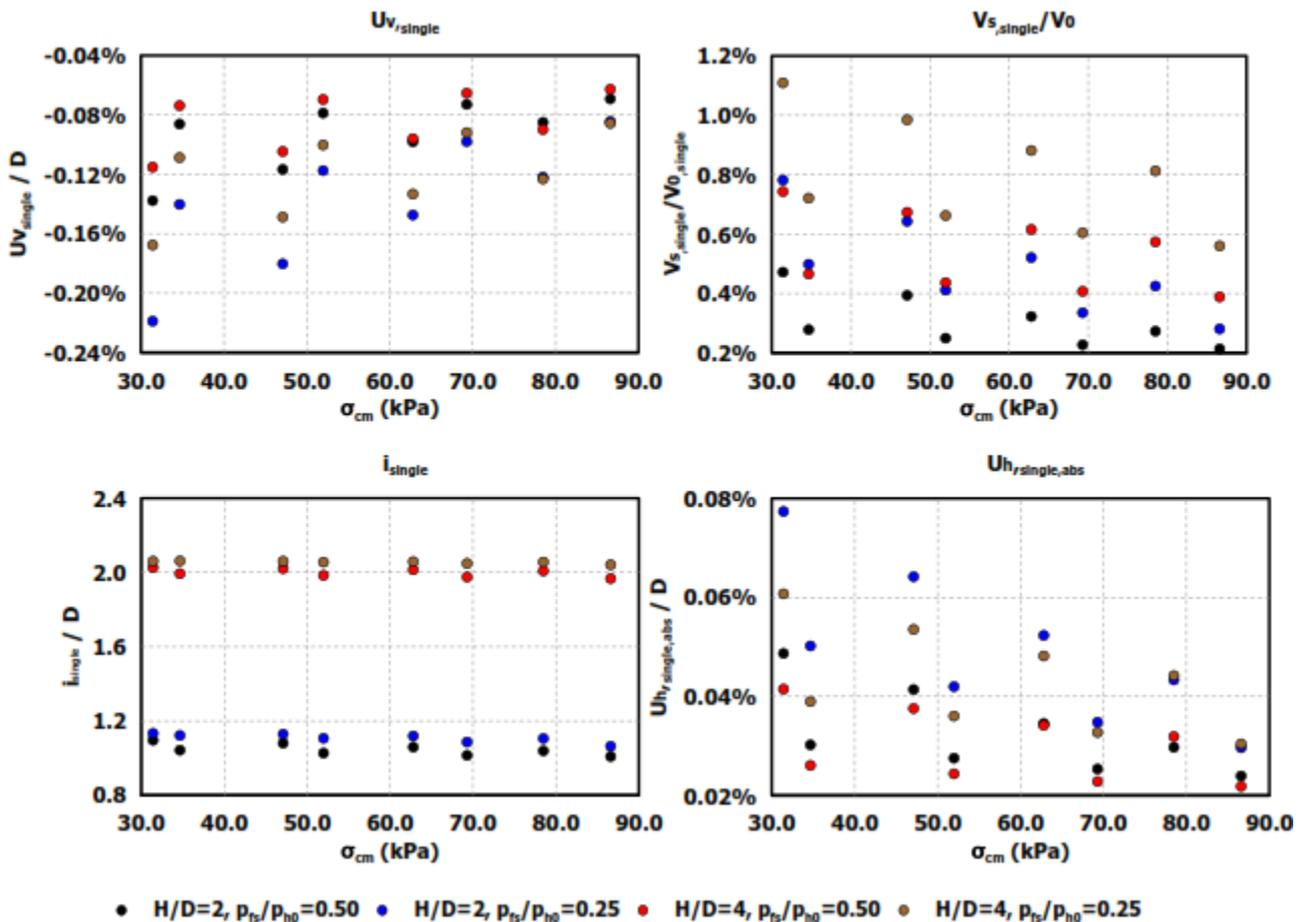 Uv,single
Uv single / D
-0.04%
-0.08%
-0.12%
-0.16%
-0.20%
-0.24%
30.0 40.0 50.0 60.0 70.0 80.0 90.0
σcm (kPa)
Vs,single/V0
Vs,single/V0,single
1.2%
1.0%
0.8%
0.6%
0.4%
0.2%
30.0 40.0 50.0 60.0 70.0 80.0 90.0
σcm (kPa)
isingle
isingle / D
2.4
2.0
1.6
1.2
0.8
30.0 40.0 50.0 60.0 70.0 80.0 90.0
σcm (kPa)
Uh,single,abs
Uh,single,abs / D
0.08%
0.06%
0.04%
0.02%
30.0 40.0 50.0 60.0 70.0 80.0 90.0
σcm (kPa)
H/D=2, pfs/ph0=0.50 H/D=2, pfs/ph0=0.25 H/D=4, pfs/ph0=0.50 H/D=4, pfs/ph0=0.25